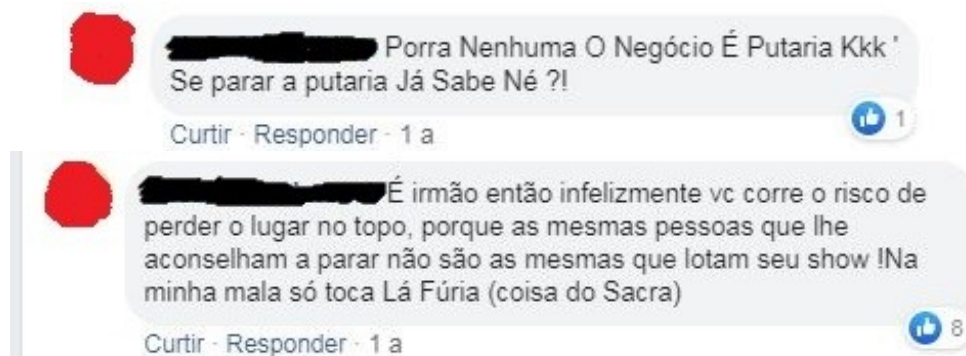 Porra Nenhuma O Negócio É Putaria Kkk '
Se parar a putaria Já Sabe Né ?!
1
Curtir · Responder · 1 a
É irmão então infelizmente vc corre o risco de
perder o lugar no topo, porque as mesmas pessoas que lhe
aconselham a parar não são as mesmas que lotam seu show !Na
minha mala só toca Lá Fúria (coisa do Sacra)
8
Curtir · Responder · 1 a